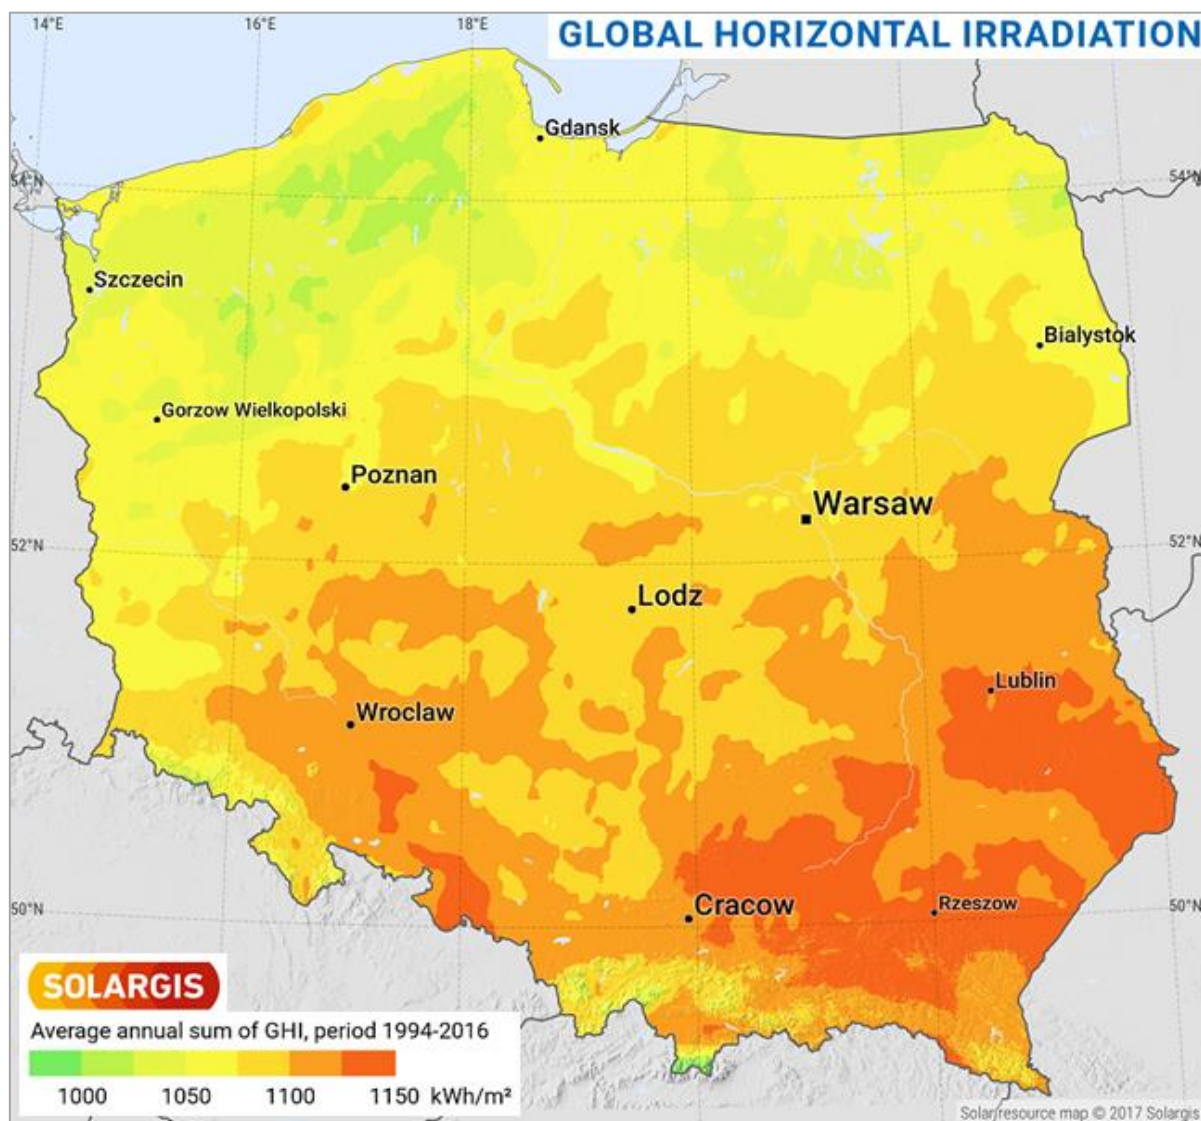 14°E 16°E 18°E
GLOBAL HORIZONTAL IRRADIATION
Gdansk
54°N 54°N
Szczecin
Bialystok
Gorzow Wielkopolski
Poznan
Warsaw
52°N 52°N
Lodz
Lublin
Wroclaw
50°N 50°N
Cracow
Rzeszow
SOLARGIS
Average annual sum of GHI, period 1994-2016
1000 1050 1100 1150 kWh/m²
Solar resource map © 2017 Solargis